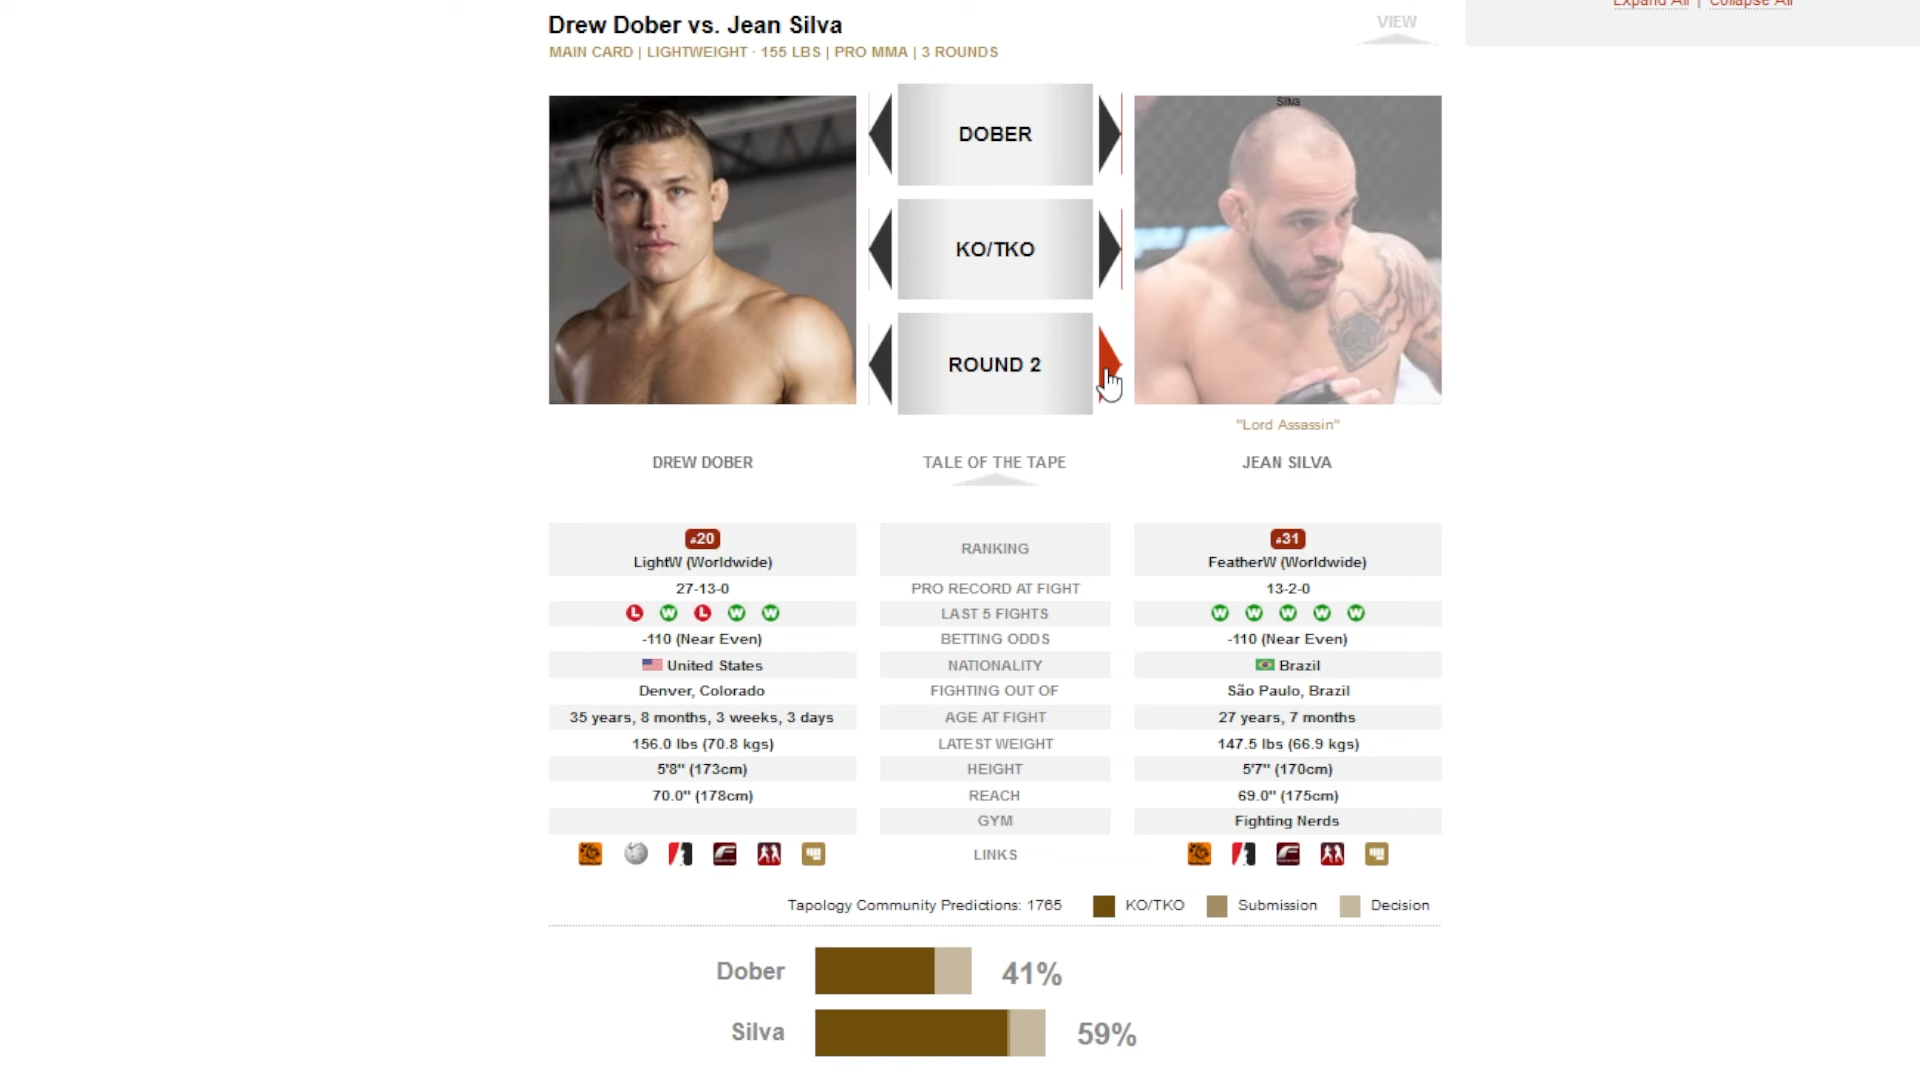 Expand All | Collapse All
Drew Dober vs. Jean Silva
VIEW
MAIN CARD | LIGHTWEIGHT · 155 LBS | PRO MMA | 3 ROUNDS
Silva
DOBER
KO/TKO
ROUND 2
"Lord Assassin"
DREW DOBER TALE OF THE TAPE JEAN SILVA
#20 #31
LightW (Worldwide) RANKING FeatherW (Worldwide)
27-13-0 PRO RECORD AT FIGHT 13-2-0
L W L W W LAST 5 FIGHTS W W W W W
-110 (Near Even) BETTING ODDS -110 (Near Even)
United States NATIONALITY Brazil
Denver, Colorado FIGHTING OUT OF São Paulo, Brazil
35 years, 8 months, 3 weeks, 3 days AGE AT FIGHT 27 years, 7 months
156.0 lbs (70.8 kgs) LATEST WEIGHT 147.5 lbs (66.9 kgs)
5'8" (173cm) HEIGHT 5'7" (170cm)
70.0" (178cm) REACH 69.0" (175cm)
GYM Fighting Nerds
LINKS
Tapology Community Predictions: 1765 KO/TKO Submission Decision
Dober 41%
Silva 59%